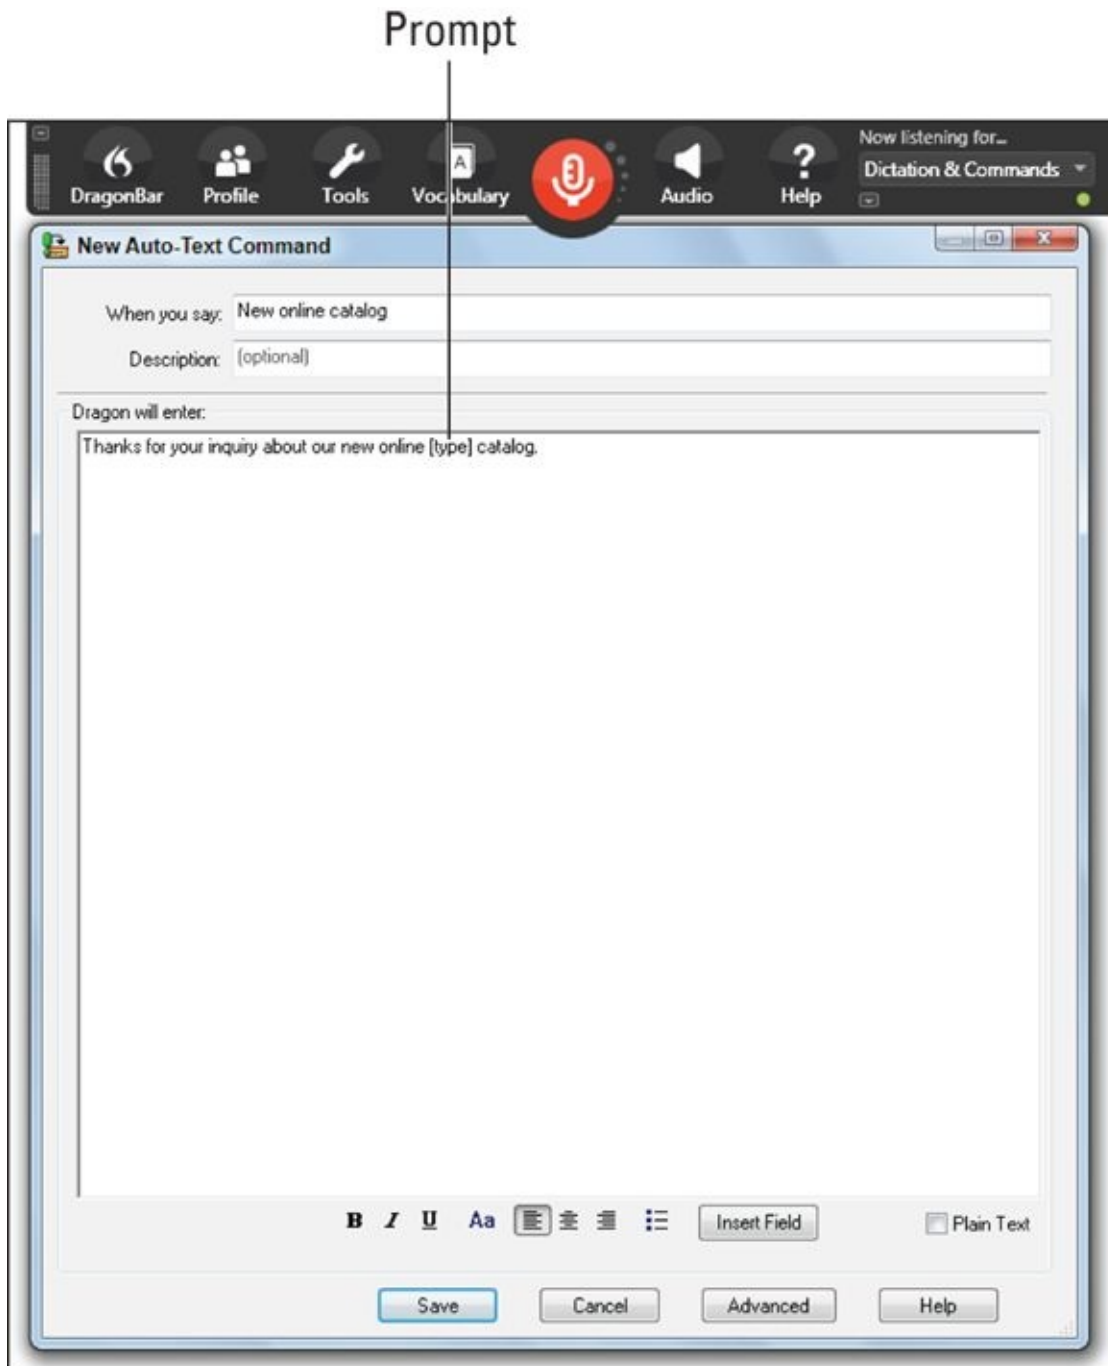 Prompt
Now listening for...
Dictation & Commands
DragonBar Profile Tools Vocabulary Audio Help
New Auto-Text Command
When you say: New online catalog
Description: (optional)
Dragon will enter:
Thanks for your inquiry about our new online [type] catalog.
B I U Aa Insert Field Plain Text
Save Cancel Advanced Help